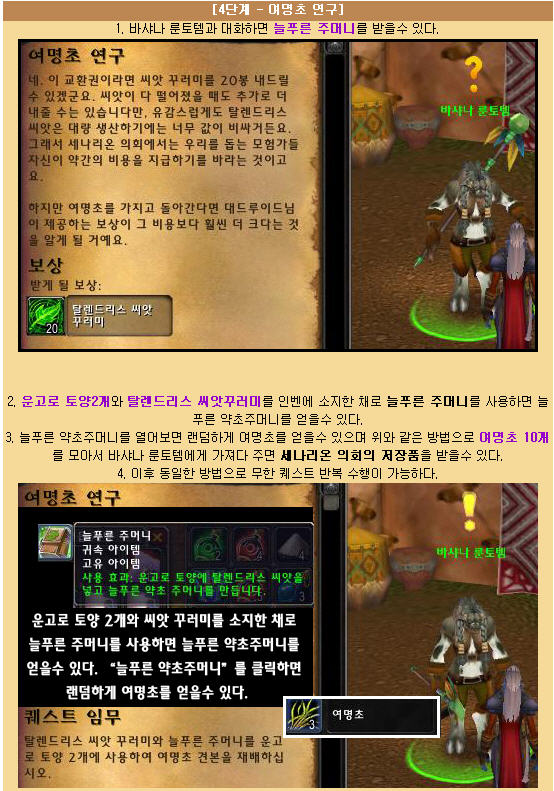 [4단계 - 여명초 연구]
1. 바샤나 룬토템과 대화하면 늘푸른 주머니를 받을수 있다.
여명초 연구
네. 이 교환권이라면 씨앗 꾸러미를 20봉 내드릴
수 있겠군요. 씨앗이 다 떨어졌을 때도 추가로 더
내줄 수는 있습니다만, 유감스럽게도 탈렌드리스
씨앗은 대량 생산하기에는 너무 값이 비싸거든요.
그래서 세나리온 의회에서는 우리를 돕는 모험가들
자신이 약간의 비용을 지급하기를 바라는 것이고
요.
하지만 여명초를 가지고 돌아간다면 대드루이드님
이 제공하는 보상이 그 비용보다 훨씬 더 크다는 것
을 알게 될 거예요.
보상
받게 될 보상:
탈렌드리스 씨앗
꾸러미
20
바샤나 룬토템
2. 운고로 토양2개와 탈렌드리스 씨앗꾸러미를 인벤에 소지한 채로 늘푸른 주머니를 사용하면 늘
푸른 약초주머니를 얻을수 있다.
3. 늘푸른 약초주머니를 열어보면 랜덤하게 여명초를 얻을수 있으며 위와 같은 방법으로 여명초 10개
를 모아서 바샤나 룬토템에게 가져다 주면 세나리온 의회의 저장품을 받을수 있다.
4. 이후 동일한 방법으로 무한 퀘스트 반복 수행이 가능하다.
여명초 연구
늘푸른 주머니
귀속 아이템
고유 아이템
사용 효과: 운고로 토양에 탈렌드리스 씨앗을
넣고 늘푸른 약초 주머니를 만듭니다.
운고로 토양 2개와 씨앗 꾸러미를 소지한 채로
늘푸른 주머니를 사용하면 늘푸른 약초주머니를
얻을수 있다. “늘푸른 약초주머니” 를 클릭하면
랜덤하게 여명초를 얻을수 있다.
바샤나 룬토템
3
여명초
퀘스트 임무
탈렌드리스 씨앗 꾸러미와 늘푸른 주머니를 운고
로 토양 2개에 사용하여 여명초 견본을 재배하십
시오.